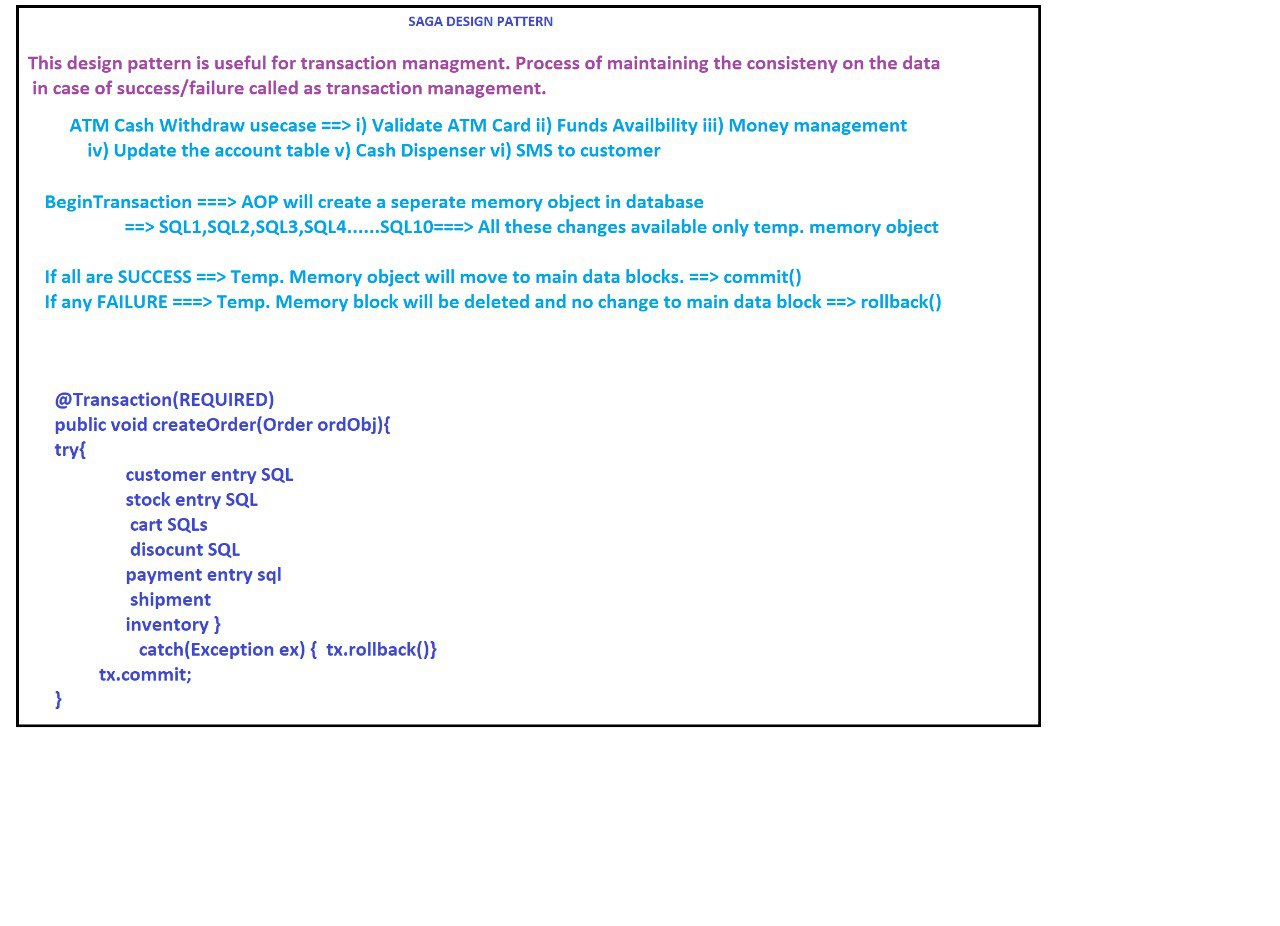 SAGA DESIGN PATTERN
This design pattern is useful for transaction managment. Process of maintaining the consisteny on the data
in case of success/failure called as transaction management.
ATM Cash Withdraw usecase ==> i) Validate ATM Card ii) Funds Availbility iii) Money management
iv) Update the account table v) Cash Dispenser vi) SMS to customer
BeginTransaction ===> AOP will create a seperate memory object in database
==> SQL1,SQL2,SQL3,SQL4......SQL10===> All these changes available only temp. memory object
If all are SUCCESS ==> Temp. Memory object will move to main data blocks. ==> commit()
If any FAILURE ===> Temp. Memory block will be deleted and no change to main data block ==> rollback()
@Transaction(REQUIRED)
public void createOrder(Order ordObj){
try{
customer entry SQL
stock entry SQL
cart SQLs
disocunt SQL
payment entry sql
shipment
inventory }
catch(Exception ex) {  tx.rollback()}
tx.commit;
}